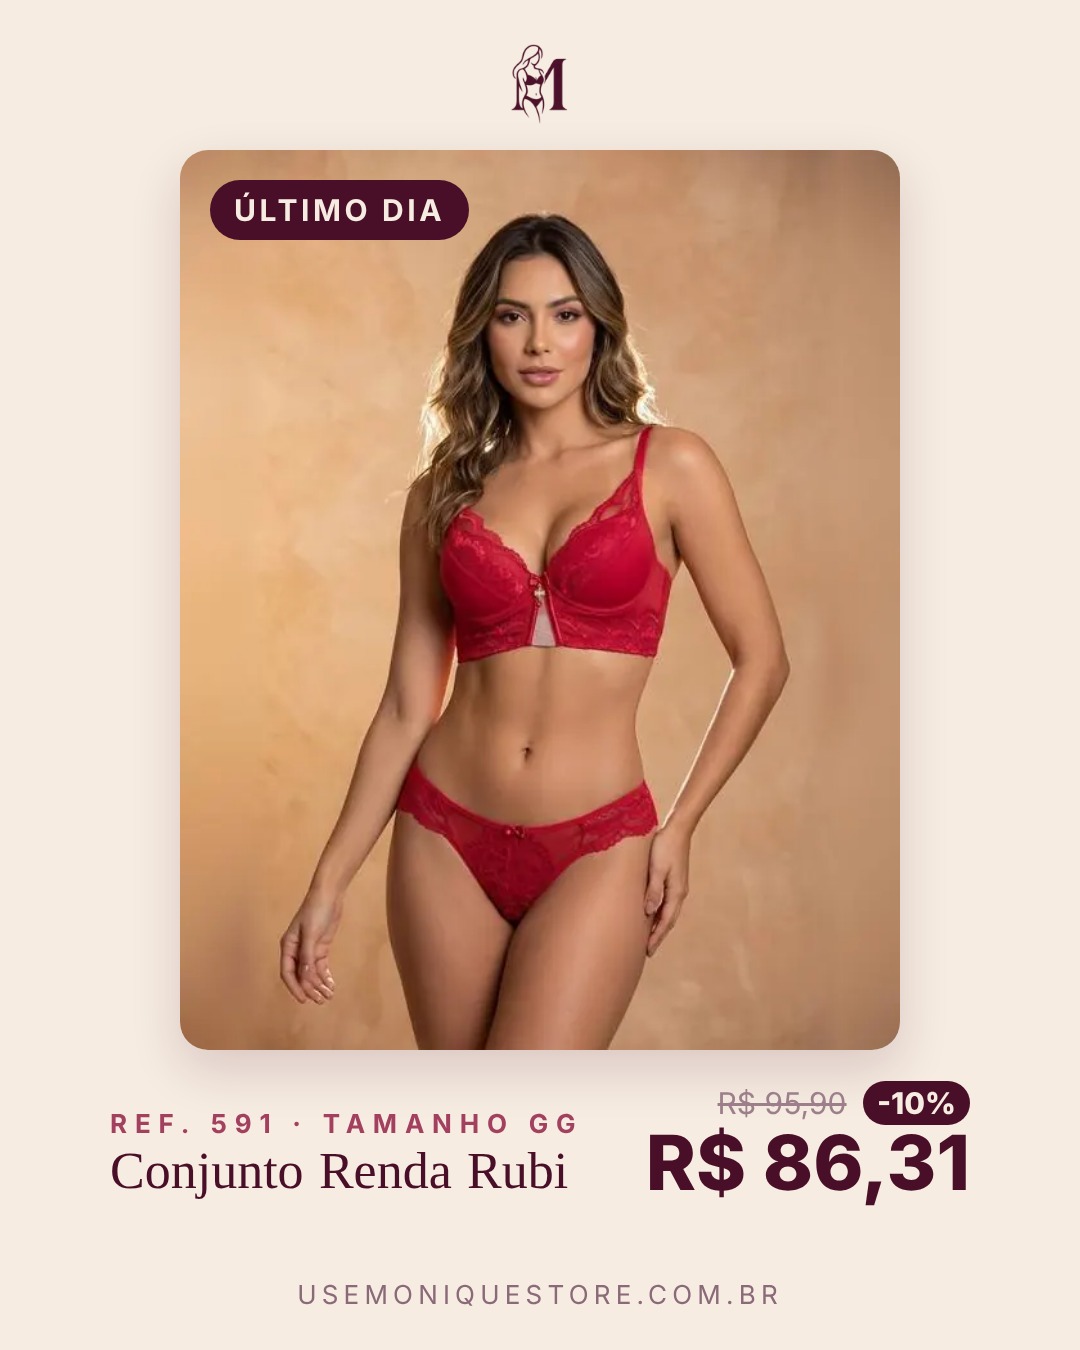 M
ÚLTIMO DIA
R$ 95,90 -10%
REF. 591 · TAMANHO GG
Conjunto Renda Rubi
R$ 86,31
USEMONIQUESTORE.COM.BR